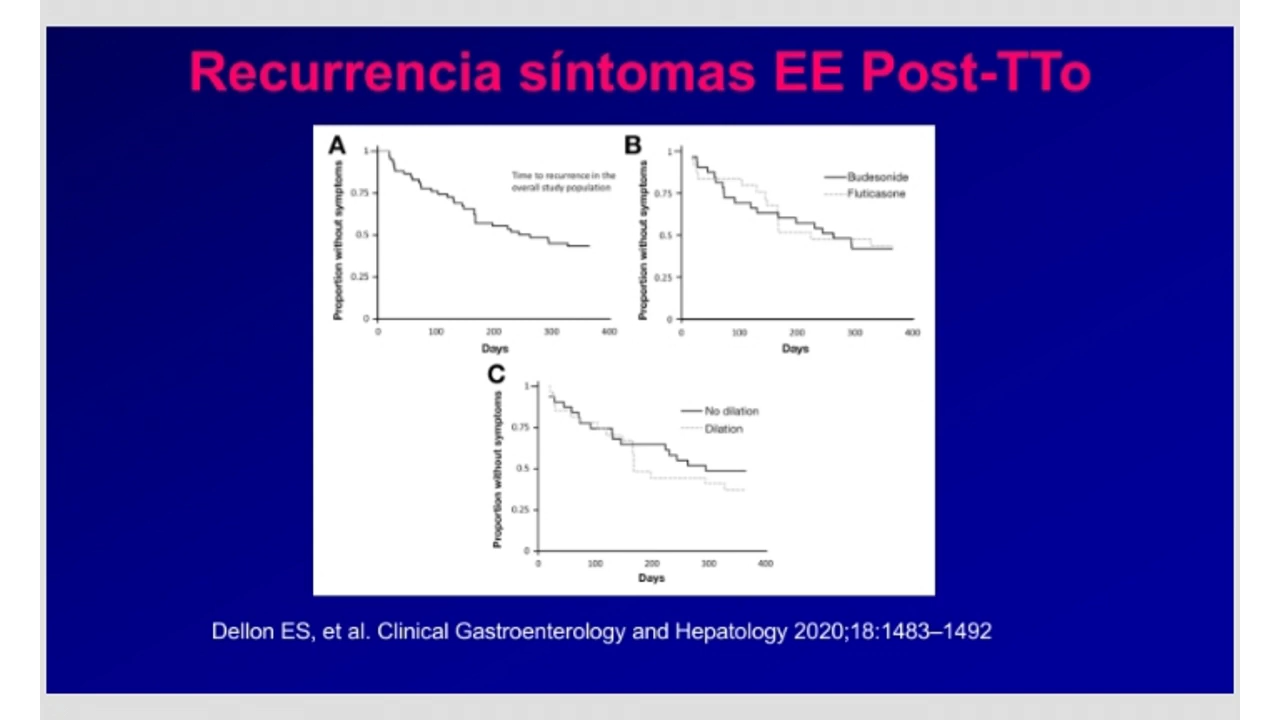 Recurrencia síntomas EE Post-TTo
A
Proportion without symptoms
1
0.75
0.5
0.25
0
0 100 200 300 400
Days
Time to recurrence in the
overall study population
B
Proportion without symptoms
1
0.75
0.5
0.25
0
0 100 200 300 400
Days
Budesonide
Fluticasone
C
Proportion without symptoms
1
0.75
0.5
0.25
0
0 100 200 300 400
Days
No dilation
Dilation
Dellon ES, et al. Clinical Gastroenterology and Hepatology 2020;18:1483–1492